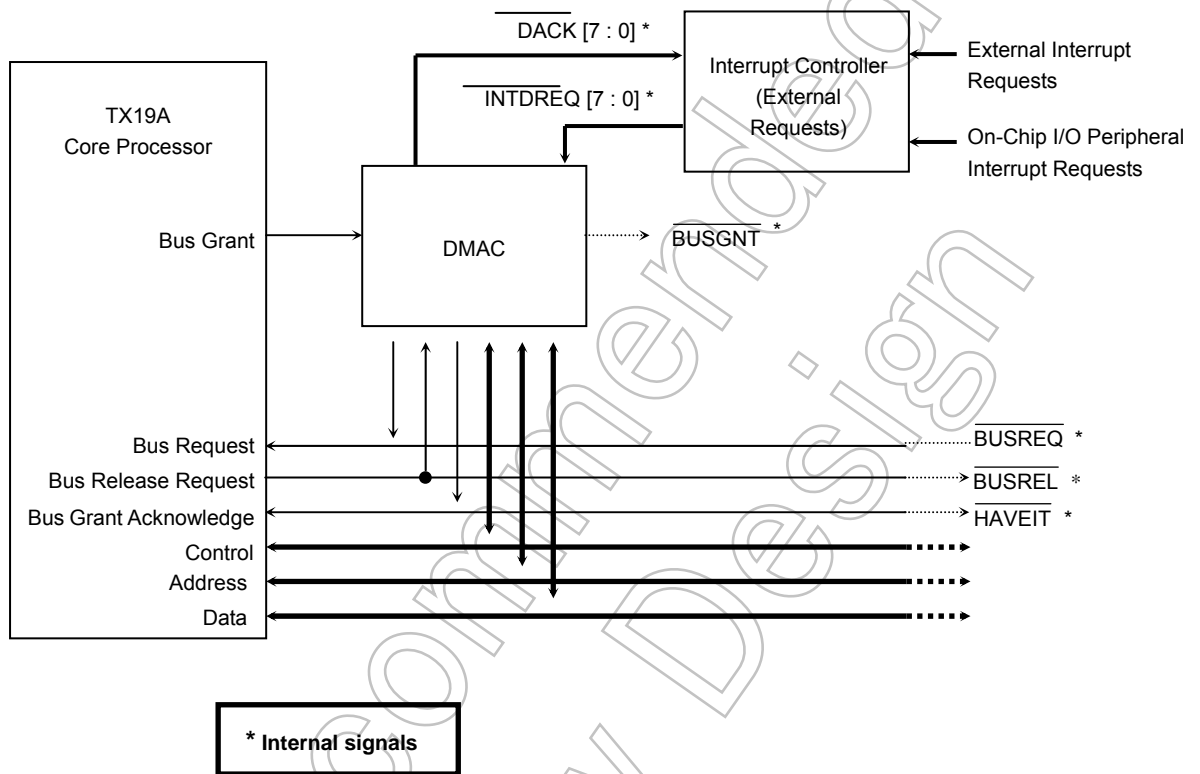 DACK [7 : 0] *
INTDREQ [7 : 0] *
Interrupt Controller
(External
Requests)
External Interrupt
Requests
On-Chip I/O Peripheral
Interrupt Requests
TX19A
Core Processor
Bus Grant
DMAC
BUSGNT *
Bus Request
BUSREQ *
Bus Release Request
BUSREL *
Bus Grant Acknowledge
HAVEIT *
Control
Address
Data
* Internal signals
commended
Design